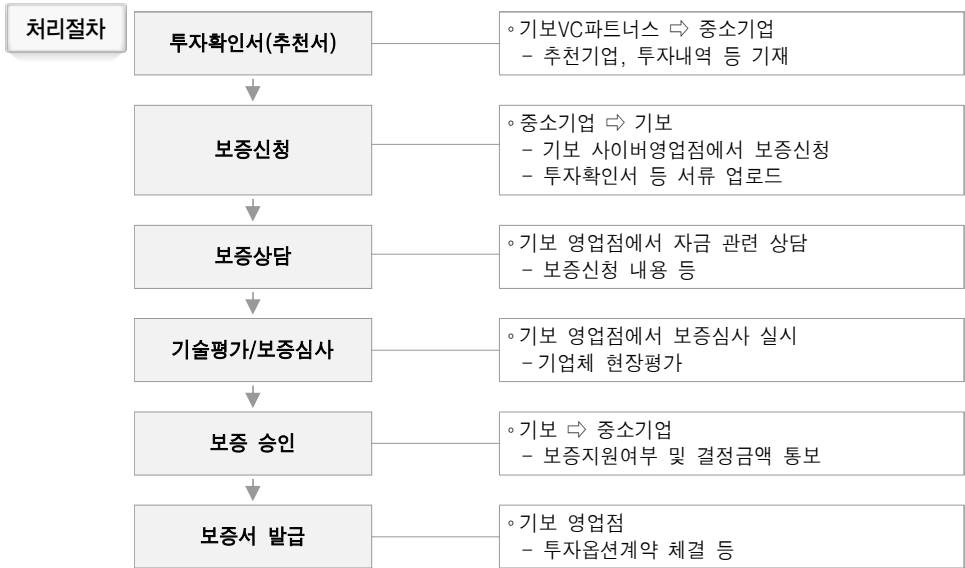 처리절차
투자확인서(추천서)
◦기보VC파트너스 ⇨ 중소기업
- 추천기업, 투자내역 등 기재
보증신청
◦중소기업 ⇨ 기보
- 기보 사이버영업점에서 보증신청
- 투자확인서 등 서류 업로드
보증상담
◦기보 영업점에서 자금 관련 상담
- 보증신청 내용 등
기술평가/보증심사
◦기보 영업점에서 보증심사 실시
-기업체 현장평가
보증 승인
◦기보 ⇨ 중소기업
- 보증지원여부 및 결정금액 통보
보증서 발급
◦기보 영업점
- 투자옵션계약 체결 등